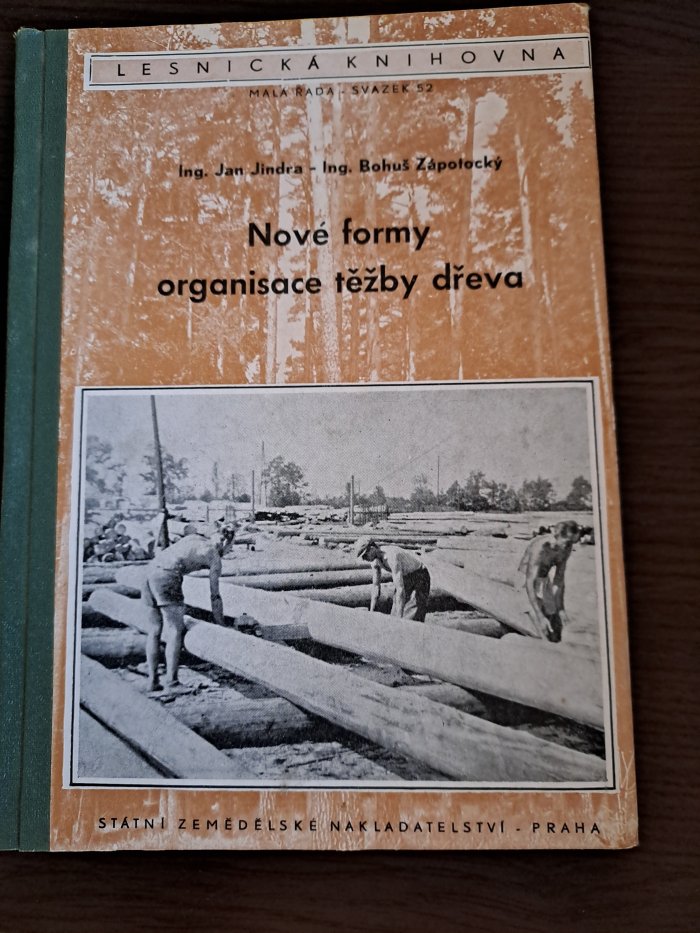 LESNICKÁ KNIHOVNA
MALÁ ŘADA - SVAZEK 52
Ing. Jan Jindra - Ing. Bohuš Zápotocký
Nové formy
organisace těžby dřeva
STÁTNÍ ZEMĚDĚLSKÉ NAKLADATELSTVÍ - PRAHA